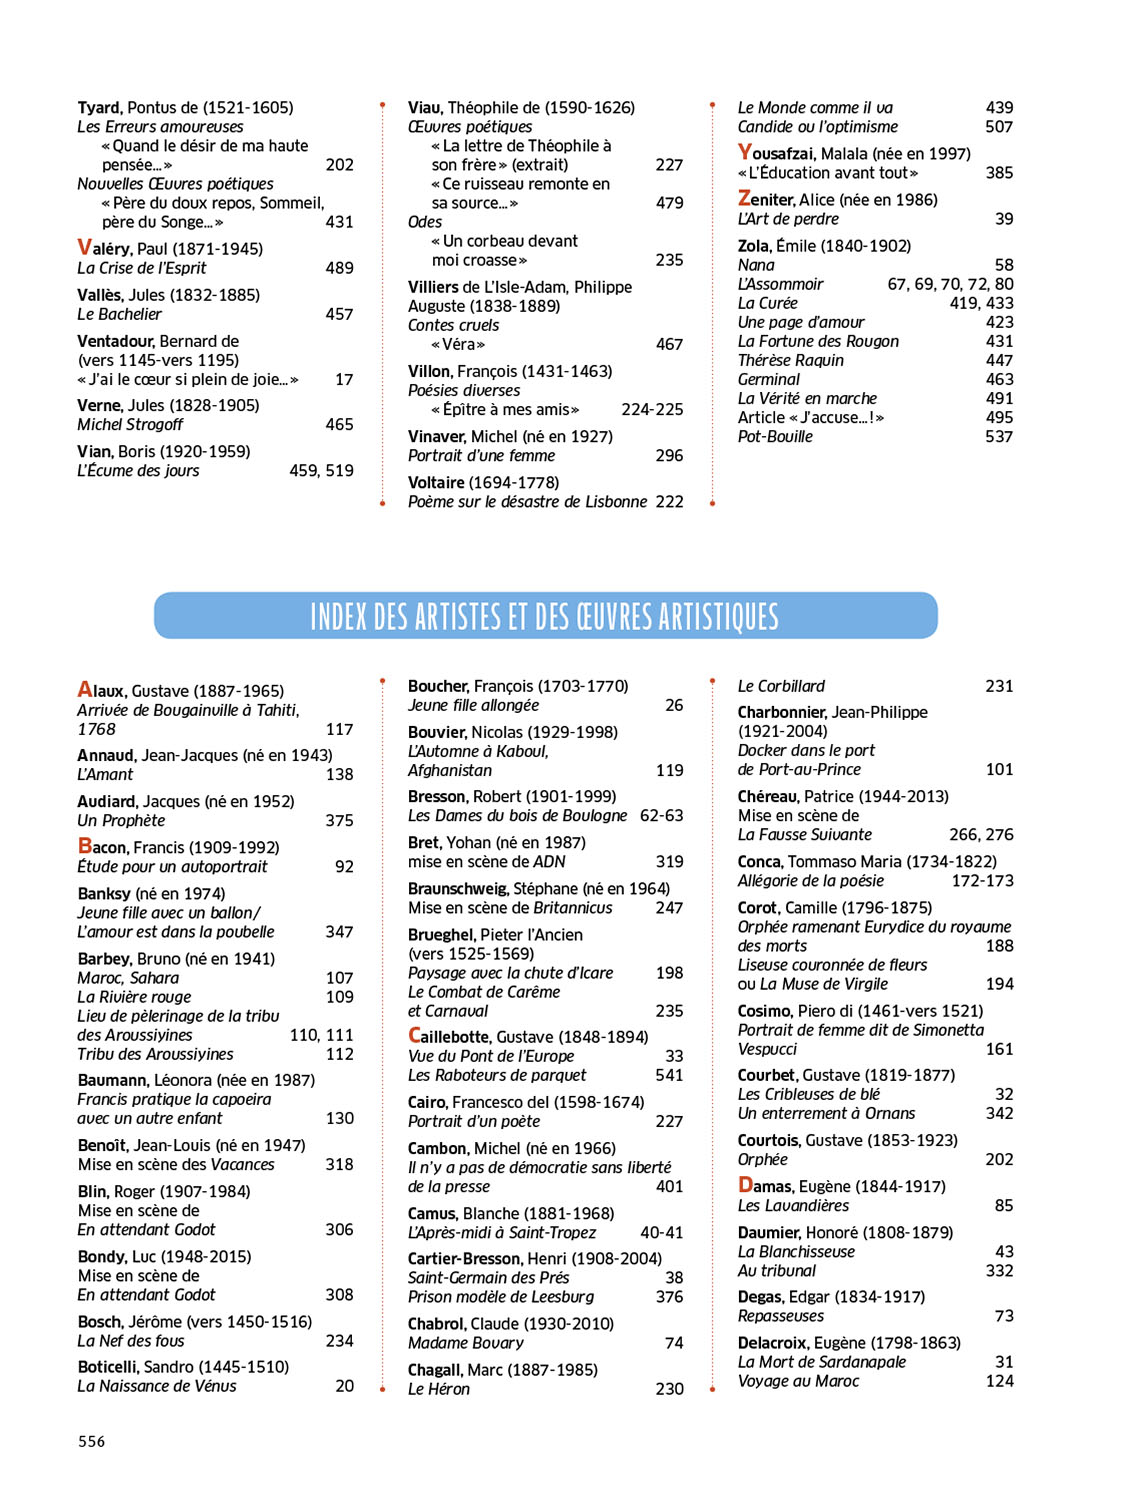 Tyard, Pontus de (1521-1605)
Les Erreurs amoureuses
« Quand le désir de ma haute
pensée... » 202
Nouvelles Œuvres poétiques
« Père du doux repos, Sommeil,
père du Songe... » 431
Valéry, Paul (1871-1945)
La Crise de l'Esprit 489
Vallès, Jules (1832-1885)
Le Bachelier 457
Ventadour, Bernard de
(vers 1145-vers 1195)
« J'ai le cœur si plein de joie... » 17
Verne, Jules (1828-1905)
Michel Strogoff 465
Vian, Boris (1920-1959)
L'Écume des jours 459, 519
Viau, Théophile de (1590-1626)
Œuvres poétiques
« La lettre de Théophile à
son frère » (extrait) 227
« Ce ruisseau remonte en
sa source... » 479
Odes
« Un corbeau devant
moi croasse » 235
Villiers de L'Isle-Adam, Philippe
Auguste (1838-1889)
Contes cruels
« Véra » 467
Villon, François (1431-1463)
Poésies diverses
« Épître à mes amis » 224-225
Vinaver, Michel (né en 1927)
Portrait d'une femme 296
Voltaire (1694-1778)
Poème sur le désastre de Lisbonne 222
Le Monde comme il va 439
Candide ou l'optimisme 507
Yousafzai, Malala (née en 1997)
« L'Éducation avant tout » 385
Zeniter, Alice (née en 1986)
L'Art de perdre 39
Zola, Émile (1840-1902)
Nana 58
L'Assommoir 67, 69, 70, 72, 80
La Curée 419, 433
Une page d'amour 423
La Fortune des Rougon 431
Thérèse Raquin 447
Germinal 463
La Vérité en marche 491
Article « J'accuse...! » 495
Pot-Bouille 537
INDEX DES ARTISTES ET DES ŒUVRES ARTISTIQUES
Alaux, Gustave (1887-1965)
Arrivée de Bougainville à Tahiti,
1768 117
Annaud, Jean-Jacques (né en 1943)
L'Amant 138
Audiard, Jacques (né en 1952)
Un Prophète 375
Bacon, Francis (1909-1992)
Étude pour un autoportrait 92
Banksy (né en 1974)
Jeune fille avec un ballon/
L'amour est dans la poubelle 347
Barbey, Bruno (né en 1941)
Maroc, Sahara 107
La Rivière rouge 109
Lieu de pèlerinage de la tribu
des Aroussiyines 110, 111
Tribu des Aroussiyines 112
Baumann, Léonora (née en 1987)
Francis pratique la capoeira
avec un autre enfant 130
Benoît, Jean-Louis (né en 1947)
Mise en scène des Vacances 318
Blin, Roger (1907-1984)
Mise en scène de
En attendant Godot 306
Bondy, Luc (1948-2015)
Mise en scène de
En attendant Godot 308
Bosch, Jérôme (vers 1450-1516)
La Nef des fous 234
Boticelli, Sandro (1445-1510)
La Naissance de Vénus 20
Boucher, François (1703-1770)
Jeune fille allongée 26
Bouvier, Nicolas (1929-1998)
L'Automne à Kaboul,
Afghanistan 119
Bresson, Robert (1901-1999)
Les Dames du bois de Boulogne 62-63
Bret, Yohan (né en 1987)
mise en scène de ADN 319
Braunschweig, Stéphane (né en 1964)
Mise en scène de Britannicus 247
Brueghel, Pieter l'Ancien
(vers 1525-1569)
Paysage avec la chute d'Icare 198
Le Combat de Carême
et Carnaval 235
Caillebotte, Gustave (1848-1894)
Vue du Pont de l'Europe 33
Les Raboteurs de parquet 541
Cairo, Francesco del (1598-1674)
Portrait d'un poète 227
Cambon, Michel (né en 1966)
Il n'y a pas de démocratie sans liberté
de la presse 401
Camus, Blanche (1881-1968)
L'Après-midi à Saint-Tropez 40-41
Cartier-Bresson, Henri (1908-2004)
Saint-Germain des Prés 38
Prison modèle de Leesburg 376
Chabrol, Claude (1930-2010)
Madame Bovary 74
Chagall, Marc (1887-1985)
Le Héron 230
Le Corbillard 231
Charbonnier, Jean-Philippe
(1921-2004)
Docker dans le port
de Port-au-Prince 101
Chéreau, Patrice (1944-2013)
Mise en scène de
La Fausse Suivante 266, 276
Conca, Tommaso Maria (1734-1822)
Allégorie de la poésie 172-173
Corot, Camille (1796-1875)
Orphée ramenant Eurydice du royaume
des morts 188
Liseuse couronnée de fleurs
ou La Muse de Virgile 194
Cosimo, Piero di (1461-vers 1521)
Portrait de femme dit de Simonetta
Vespucci 161
Courbet, Gustave (1819-1877)
Les Cribleuses de blé 32
Un enterrement à Ornans 342
Courtois, Gustave (1853-1923)
Orphée 202
Damas, Eugène (1844-1917)
Les Lavandières 85
Daumier, Honoré (1808-1879)
La Blanchisseuse 43
Au tribunal 332
Degas, Edgar (1834-1917)
Repasseuses 73
Delacroix, Eugène (1798-1863)
La Mort de Sardanapale 31
Voyage au Maroc 124
556